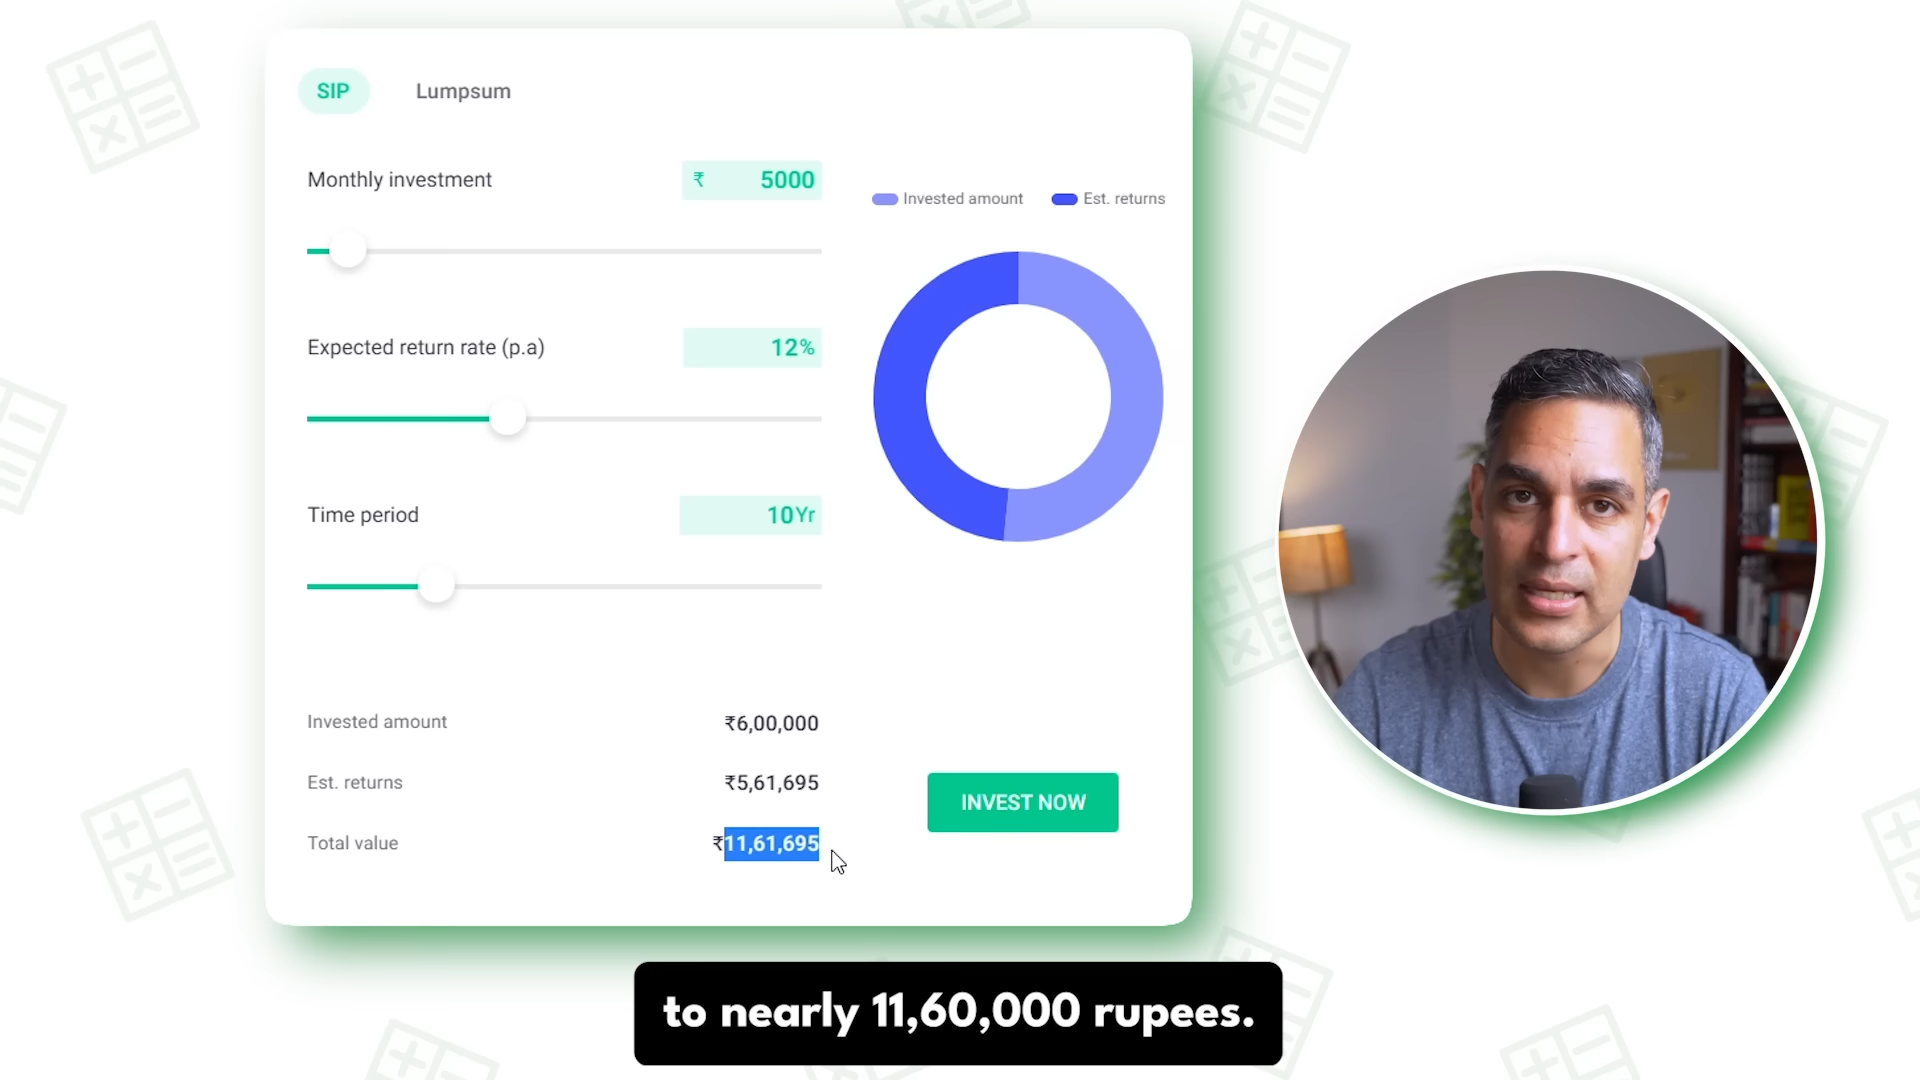 SIP Lumpsum
Monthly investment ₹ 5000
Invested amount Est. returns
Expected return rate (p.a) 12%
Time period 10Yr
Invested amount ₹6,00,000
Est. returns ₹5,61,695
INVEST NOW
Total value ₹11,61,695
to nearly 11,60,000 rupees.